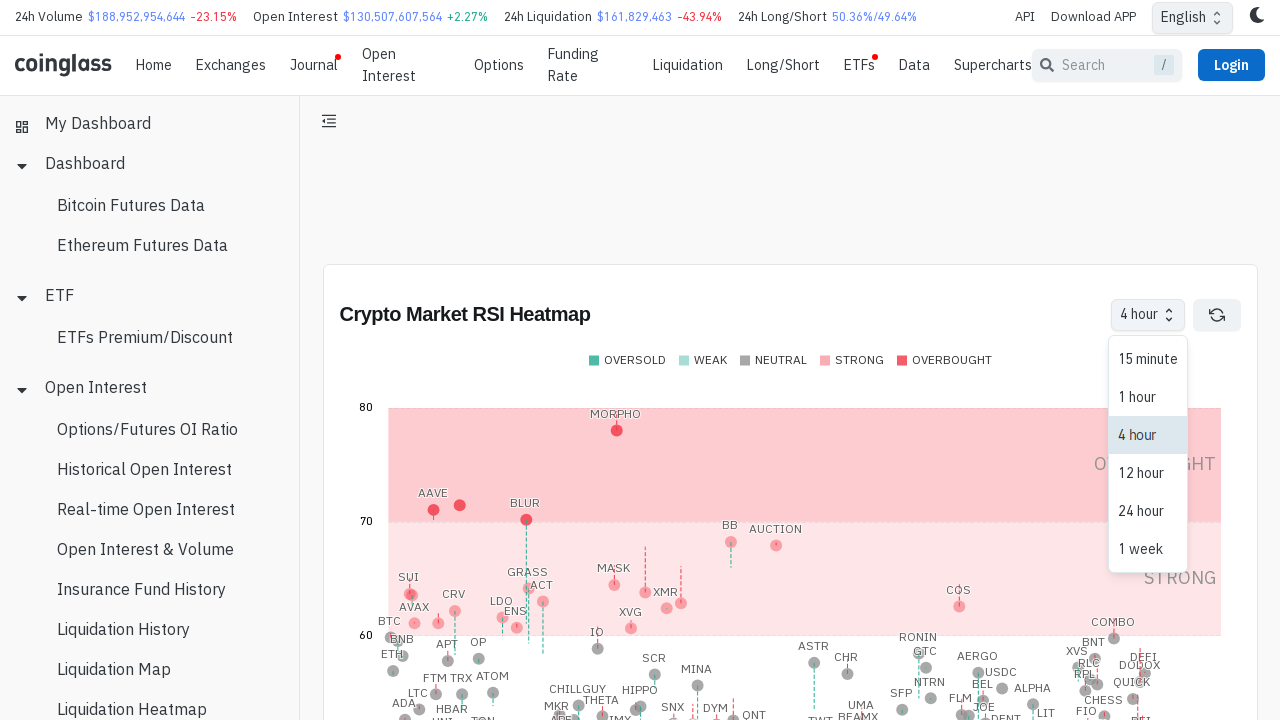 24h Volume $188,952,954,644 -23.15% Open Interest $130,507,607,564 +2.27% 24h Liquidation $161,829,463 -43.94% 24h Long/Short 50.36%/49.64% API Download APP English
coinglass Home Exchanges Journal Open Interest Options Funding Rate Liquidation Long/Short ETFs Data Supercharts Search / Login
My Dashboard
Dashboard
Bitcoin Futures Data
Ethereum Futures Data
ETF
ETFs Premium/Discount
Open Interest
Options/Futures OI Ratio
Historical Open Interest
Real-time Open Interest
Open Interest & Volume
Insurance Fund History
Liquidation History
Liquidation Map
Liquidation Heatmap
Crypto Market RSI Heatmap
4 hour
OVERSOLD WEAK NEUTRAL STRONG OVERBOUGHT
15 minute
1 hour
4 hour
12 hour
24 hour
1 week
80
MORPHO
AAVE
BLUR
70
BB
AUCTION
STRONG
MASK
GRASS
SUI
ACT
COS
XMR
CRV
LDO
AVAX
ENS
XVG
BTC
COMBO
60
IO
BNB
RONIN
APT
OP
ASTR
BNT
ETH
GTC
XVS
SCR
CHR
AERGO
DEFI
RLC
DODOX
MINA
USDC
RPL
FTM
TRX
ATOM
NTRN
BEL
QUICK
CHILLGUY
HIPPO
ALPHA
LTC
SFP
FLM
THETA
CHESS
ADA
MKR
SNX
DYM
UMA
JOE
HBAR
FIO
LIT
QNT
BEAMX
DENT
IMX
TON
TWT